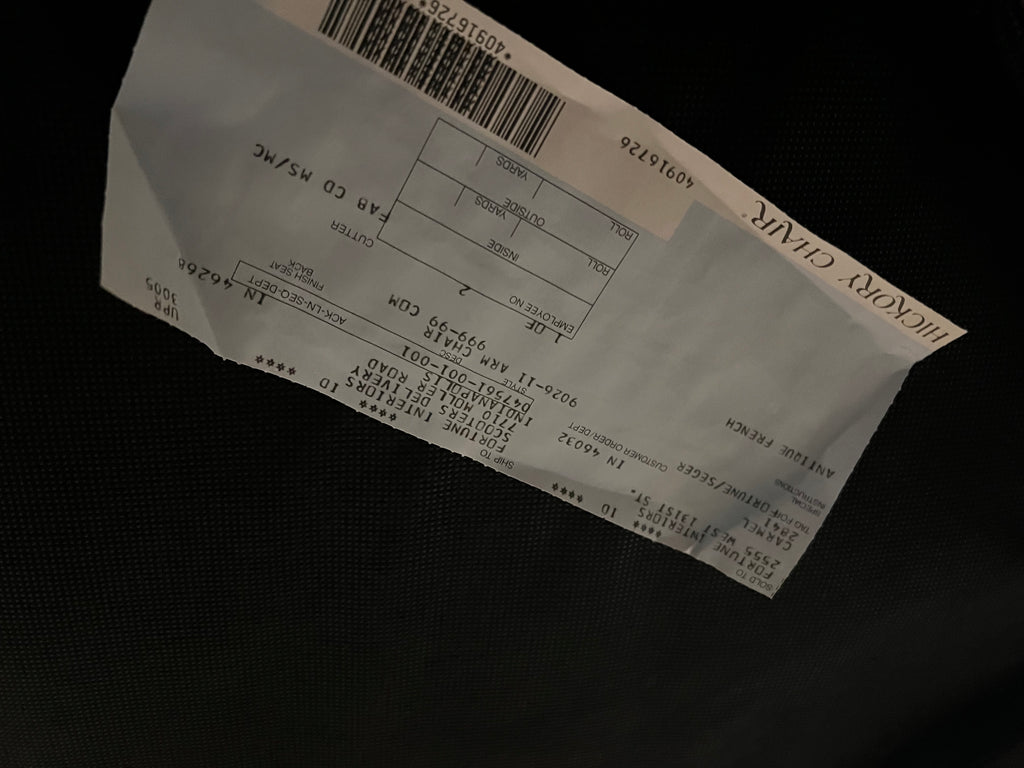 HICKORY CHAIR®
40916726
*40916726*
SOLD TO
FORTUNE INTERIORS ID
2555 WEST 131ST ST.
CARMEL IN 46032
****
****
SHIP TO
FORTUNE INTERIORS ID
SCOOTERS DELIVERY
7710 MOLLER ROAD
INDIANAPOLIS IN 46268
****
****
TAG FOR
2841 FORTUNE/SEGER
CUSTOMER ORDER/DEPT
STYLE
DESC
ACK-LN-SEQ-DEPT
D47561-001-001
UPR
3005
SPECIAL INSTRUCTIONS
9026-11 ARM CHAIR
999-99 COM
FINISH SEAT
BACK
ANTIQUE FRENCH
1 OF 2
CUTTER
FAB CD MS/MC
EMPLOYEE NO
ROLL INSIDE YARDS
ROLL OUTSIDE YARDS